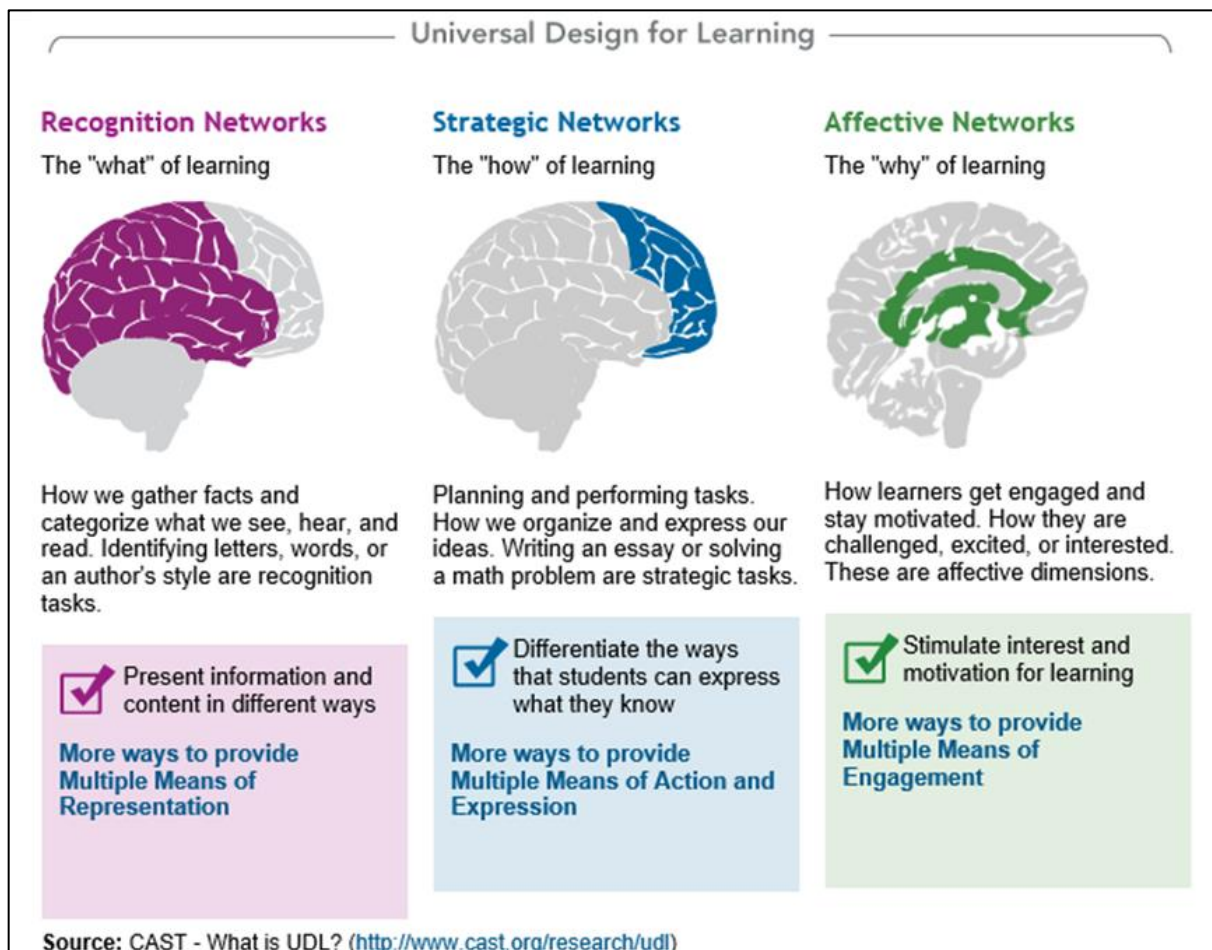 Universal Design for Learning
Recognition Networks
The "what" of learning
How we gather facts and
categorize what we see, hear, and
read. Identifying letters, words, or
an author's style are recognition
tasks.
Present information and
content in different ways
More ways to provide
Multiple Means of
Representation
Strategic Networks
The "how" of learning
Planning and performing tasks.
How we organize and express our
ideas. Writing an essay or solving
a math problem are strategic tasks.
Differentiate the ways
that students can express
what they know
More ways to provide
Multiple Means of Action and
Expression
Affective Networks
The "why" of learning
How learners get engaged and
stay motivated. How they are
challenged, excited, or interested.
These are affective dimensions.
Stimulate interest and
motivation for learning
More ways to provide
Multiple Means of
Engagement
Source: CAST - What is UDL? (http://www.cast.org/research/udl)